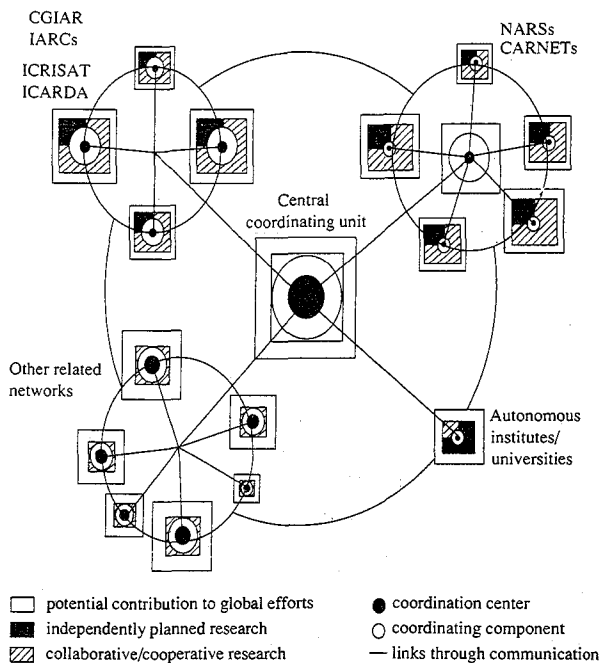 CGIAR
IARCs
ICRISAT
ICARDA
NARSs
CARNETs
Central
coordinating unit
Other related
networks
Autonomous
institutes/
universities
potential contribution to global efforts
independently planned research
collaborative/cooperative research
coordination center
coordinating component
links through communication